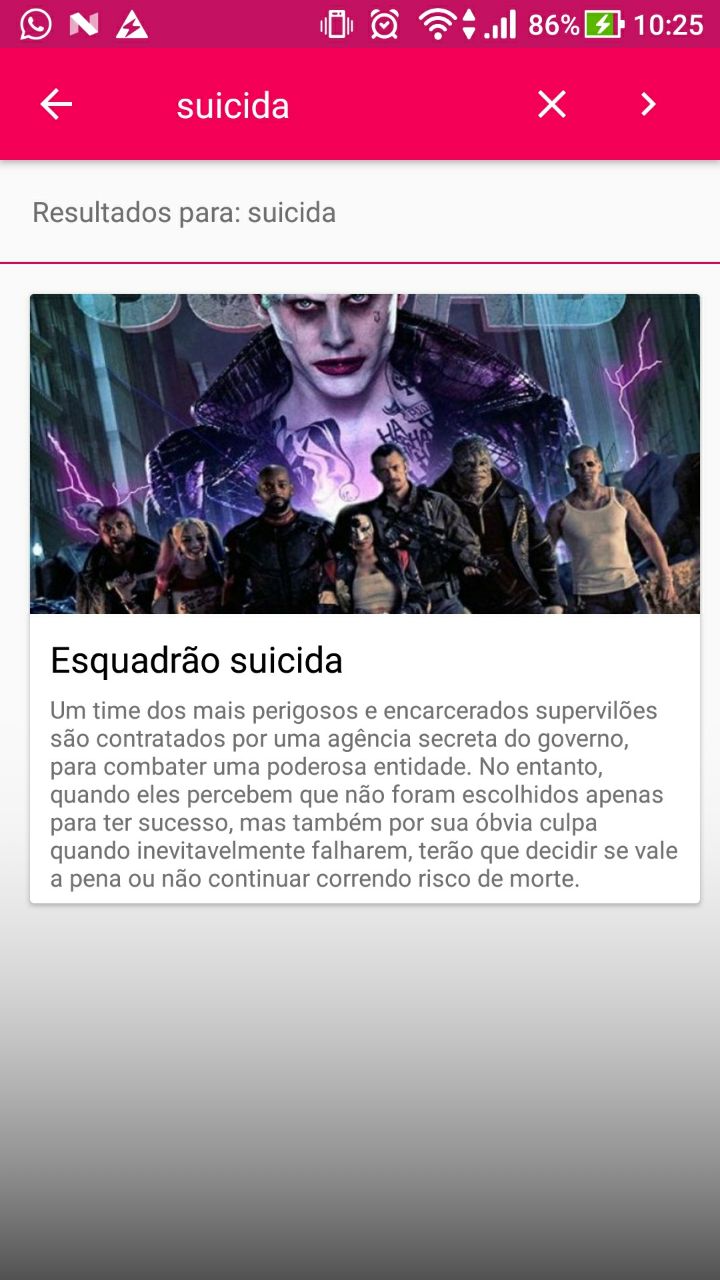 86% 10:25
suicida
Resultados para: suicida
SQUAD
HA
Esquadrão suicida
Um time dos mais perigosos e encarcerados supervilões
são contratados por uma agência secreta do governo,
para combater uma poderosa entidade. No entanto,
quando eles percebem que não foram escolhidos apenas
para ter sucesso, mas também por sua óbvia culpa
quando inevitavelmente falharem, terão que decidir se vale
a pena ou não continuar correndo risco de morte.